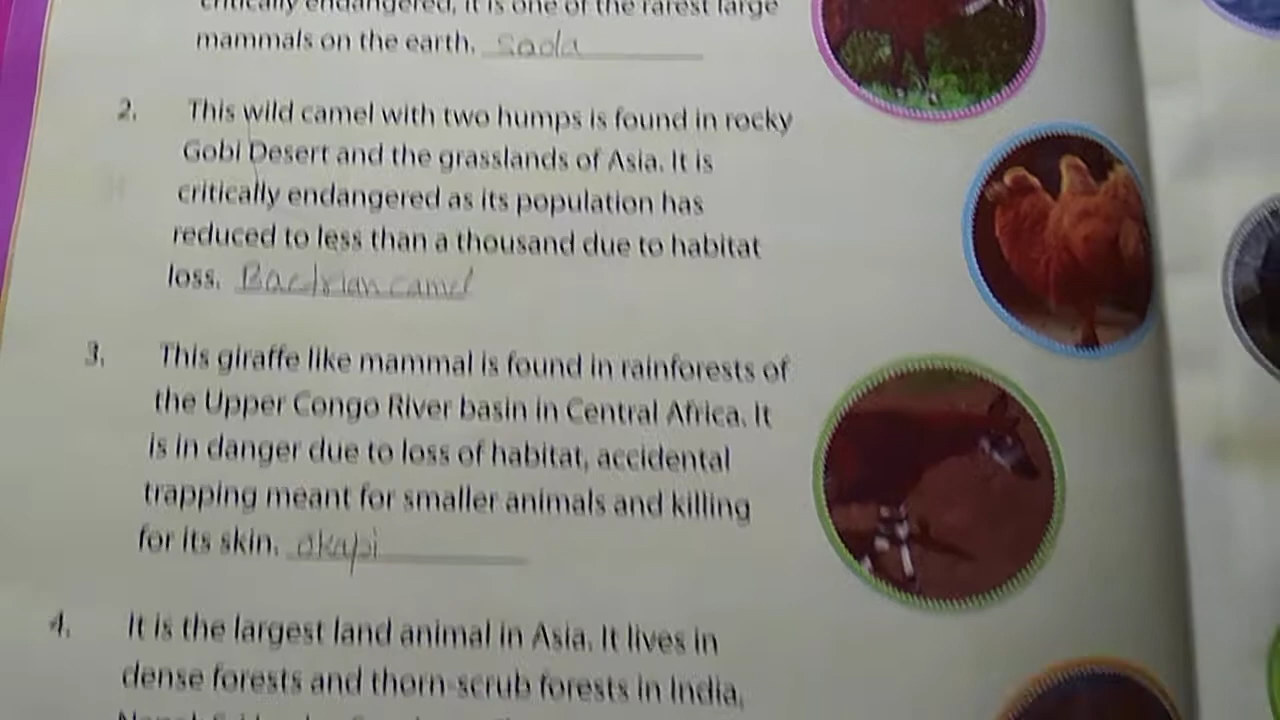 critically endangered, it is one of the rarest large
mammals on the earth. Saola
2. This wild camel with two humps is found in rocky
Gobi Desert and the grasslands of Asia. It is
critically endangered as its population has
reduced to less than a thousand due to habitat
loss. Bactrian camel
3. This giraffe like mammal is found in rainforests of
the Upper Congo River basin in Central Africa. It
is in danger due to loss of habitat, accidental
trapping meant for smaller animals and killing
for its skin. okapi
4. It is the largest land animal in Asia. It lives in
dense forests and thorn-scrub forests in India,